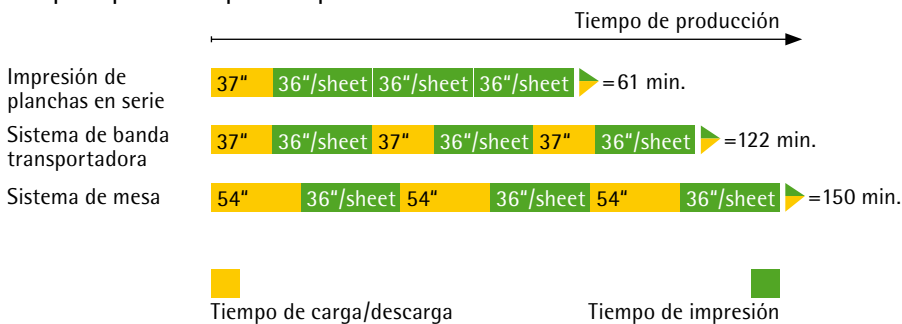 Tiempo de producción
Impresión de
planchas en serie
37" 36"/sheet 36"/sheet 36"/sheet =61 min.
Sistema de banda
transportadora
37" 36"/sheet 37" 36"/sheet 37" 36"/sheet =122 min.
Sistema de mesa
54" 36"/sheet 54" 36"/sheet 54" 36"/sheet =150 min.
Tiempo de carga/descarga
Tiempo de impresión